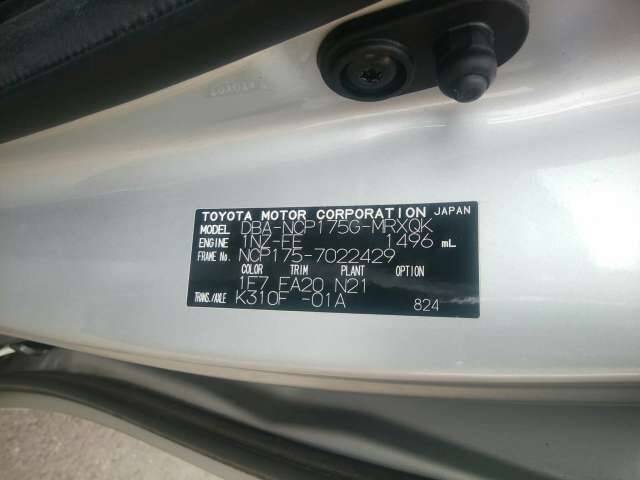 TOYOTA
TOYOTA MOTOR CORPORATION JAPAN
MODEL DBA-NCP175G-MRXQK
ENGINE 1NZ-FE 1496 mL
FRAME No. NCP175-7022429
COLOR TRIM PLANT OPTION
1E7 EA20 N21
TRANS./AXLE K310F -01A
824